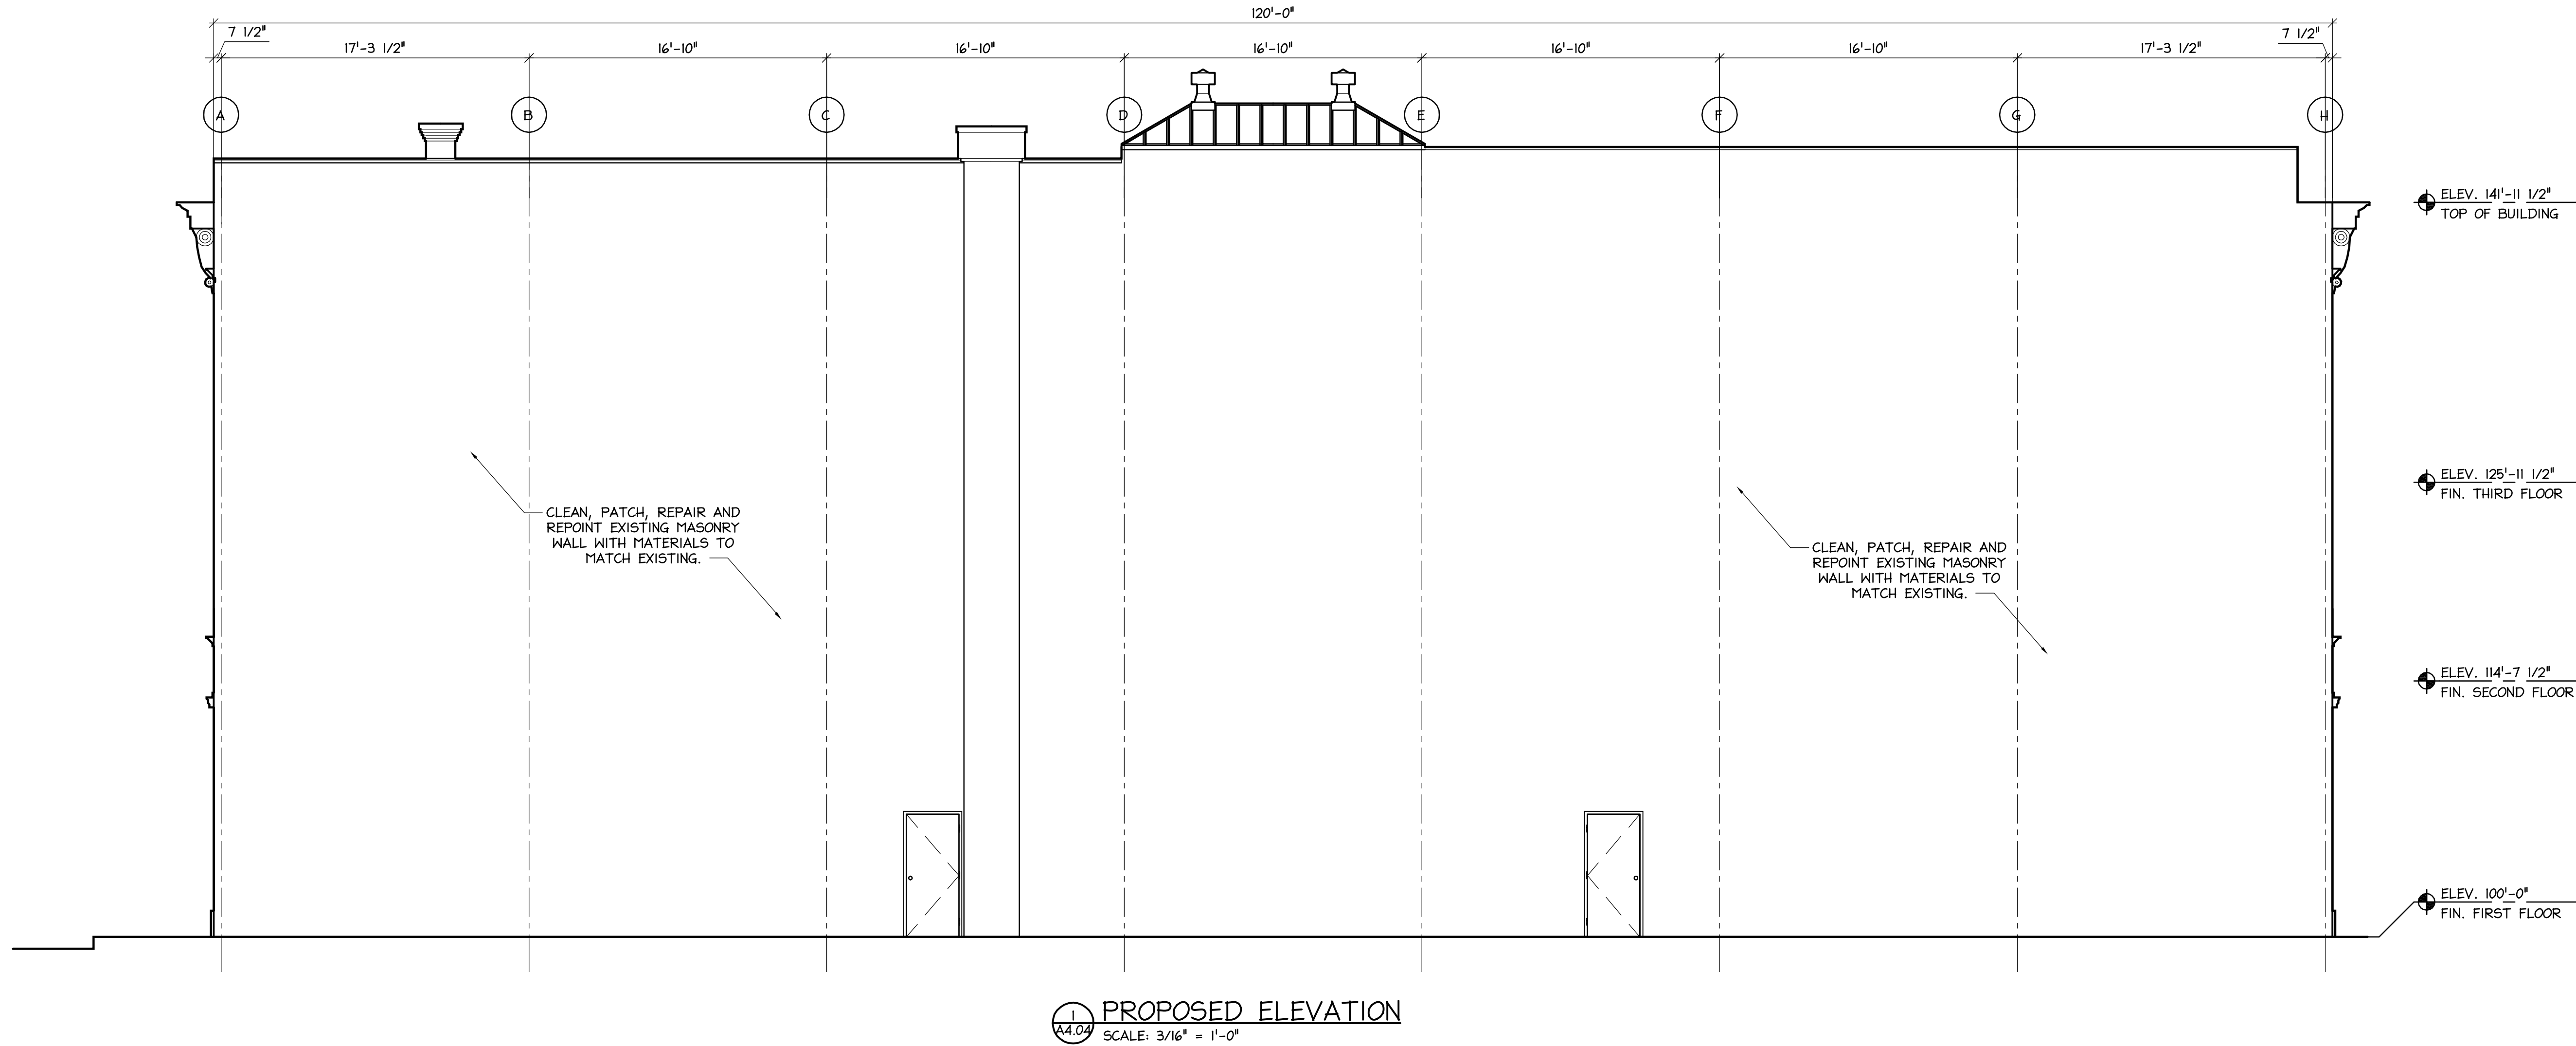 120'-0"
7 1/2"
17'-3 1/2"
16'-10"
16'-10"
16'-10"
16'-10"
16'-10"
17'-3 1/2"
7 1/2"
A
B
C
D
E
F
G
H
ELEV. 141'-11 1/2"
TOP OF BUILDING
ELEV. 125'-11 1/2"
FIN. THIRD FLOOR
CLEAN, PATCH, REPAIR AND
REPOINT EXISTING MASONRY
WALL WITH MATERIALS TO
MATCH EXISTING.
CLEAN, PATCH, REPAIR AND
REPOINT EXISTING MASONRY
WALL WITH MATERIALS TO
MATCH EXISTING.
ELEV. 114'-7 1/2"
FIN. SECOND FLOOR
ELEV. 100'-0"
FIN. FIRST FLOOR
1
A4.04
PROPOSED ELEVATION
SCALE: 3/16" = 1'-0"